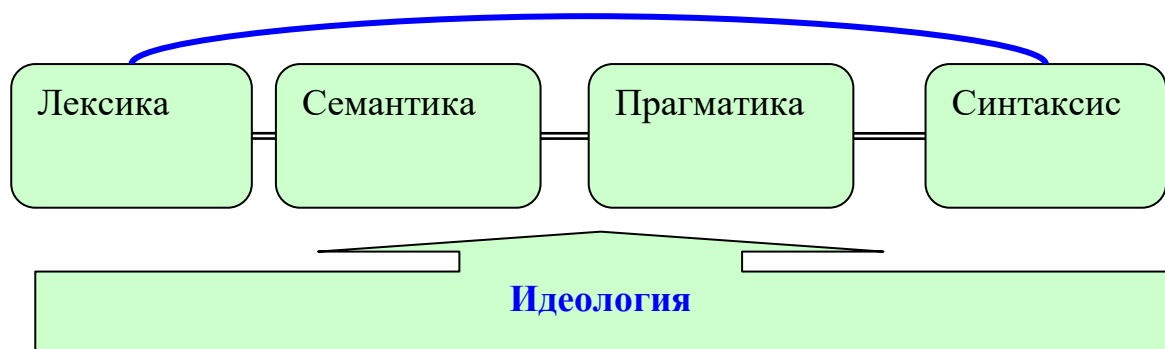 Лексика
Семантика
Прагматика
Синтаксис
Идеология